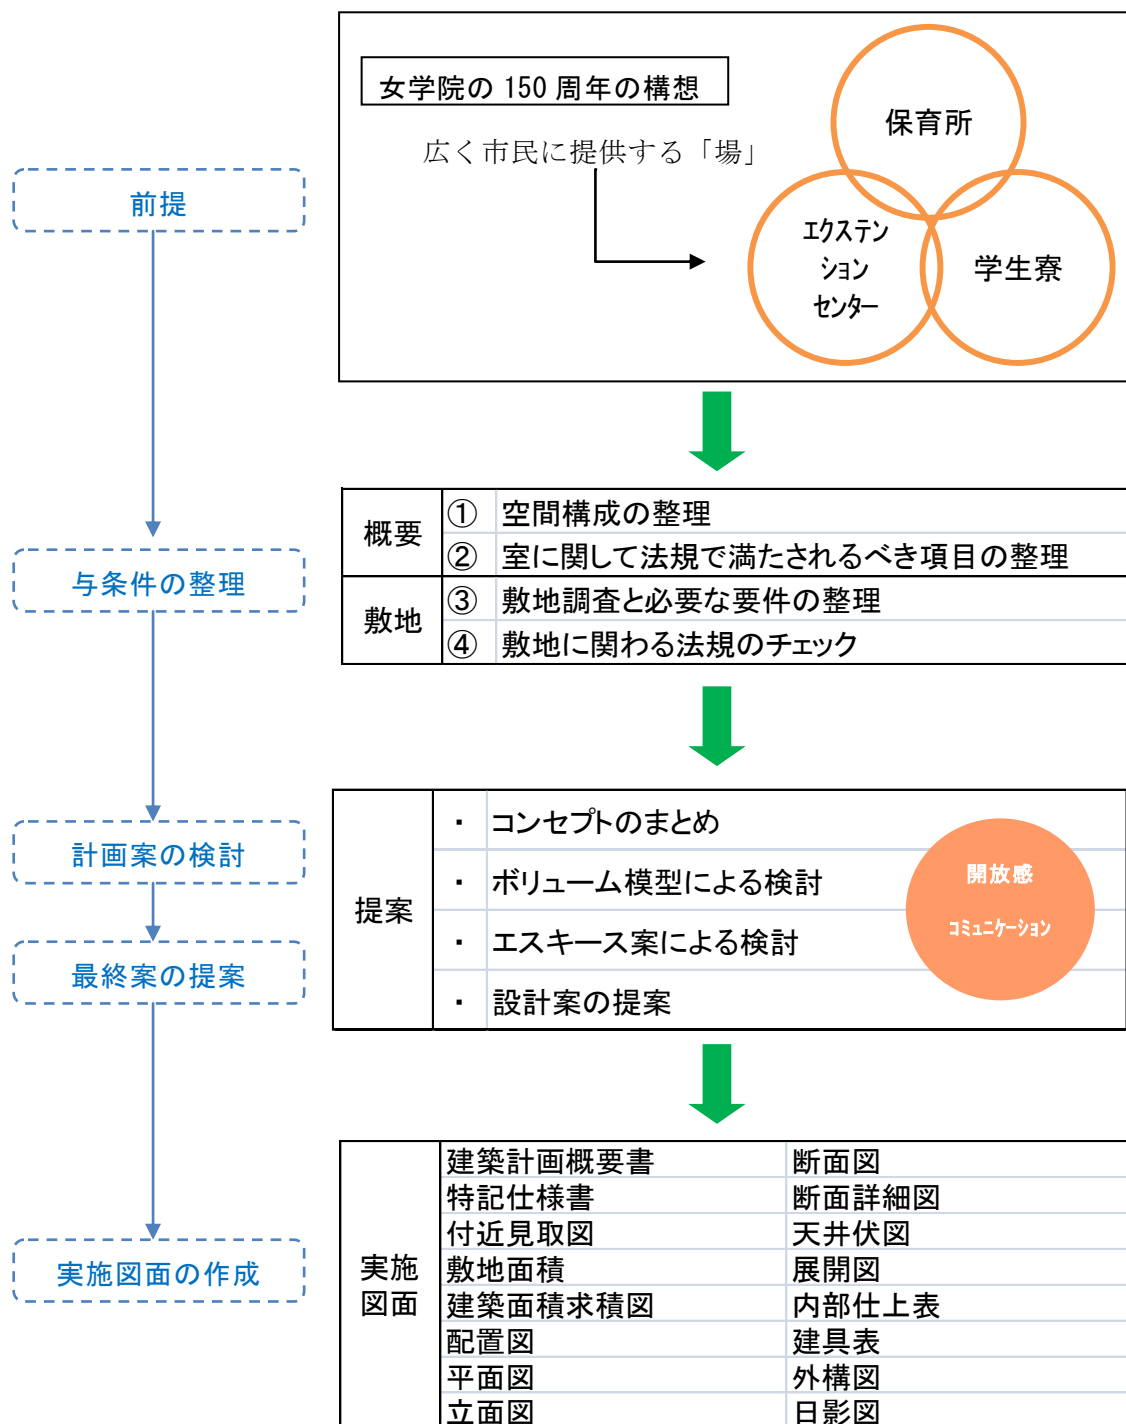 女学院の 150 周年の構想
広く市民に提供する「場」
保育所
エクステン
ション
センター
学生寮
前提
概要
① 空間構成の整理
② 室に関して法規で満たされるべき項目の整理
敷地
③ 敷地調査と必要な要件の整理
④ 敷地に関わる法規のチェック
与条件の整理
提案
・ コンセプトのまとめ
・ ボリューム模型による検討
・ エスキース案による検討
・ 設計案の提案
開放感
コミュニケーション
計画案の検討
最終案の提案
実施
図面
建築計画概要書 断面図
特記仕様書 断面詳細図
付近見取図 天井伏図
敷地面積 展開図
建築面積求積図 内部仕上表
配置図 建具表
平面図 外構図
立面図 日影図
実施図面の作成